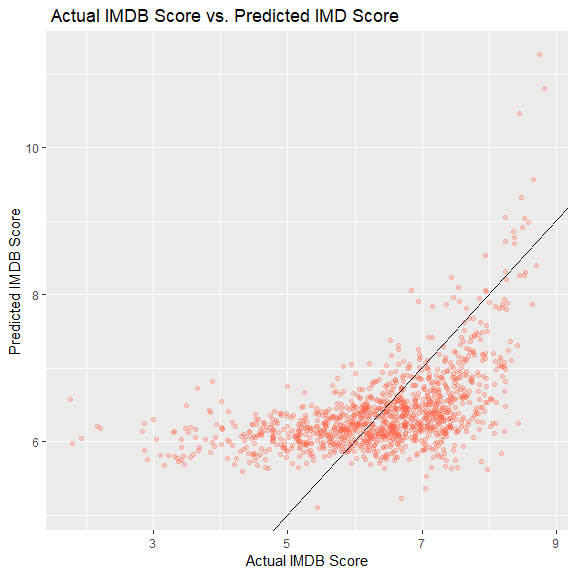 Actual IMDB Score vs. Predicted IMD Score
10
8
6
Predicted IMDB Score
3 5 7 9
Actual IMDB Score